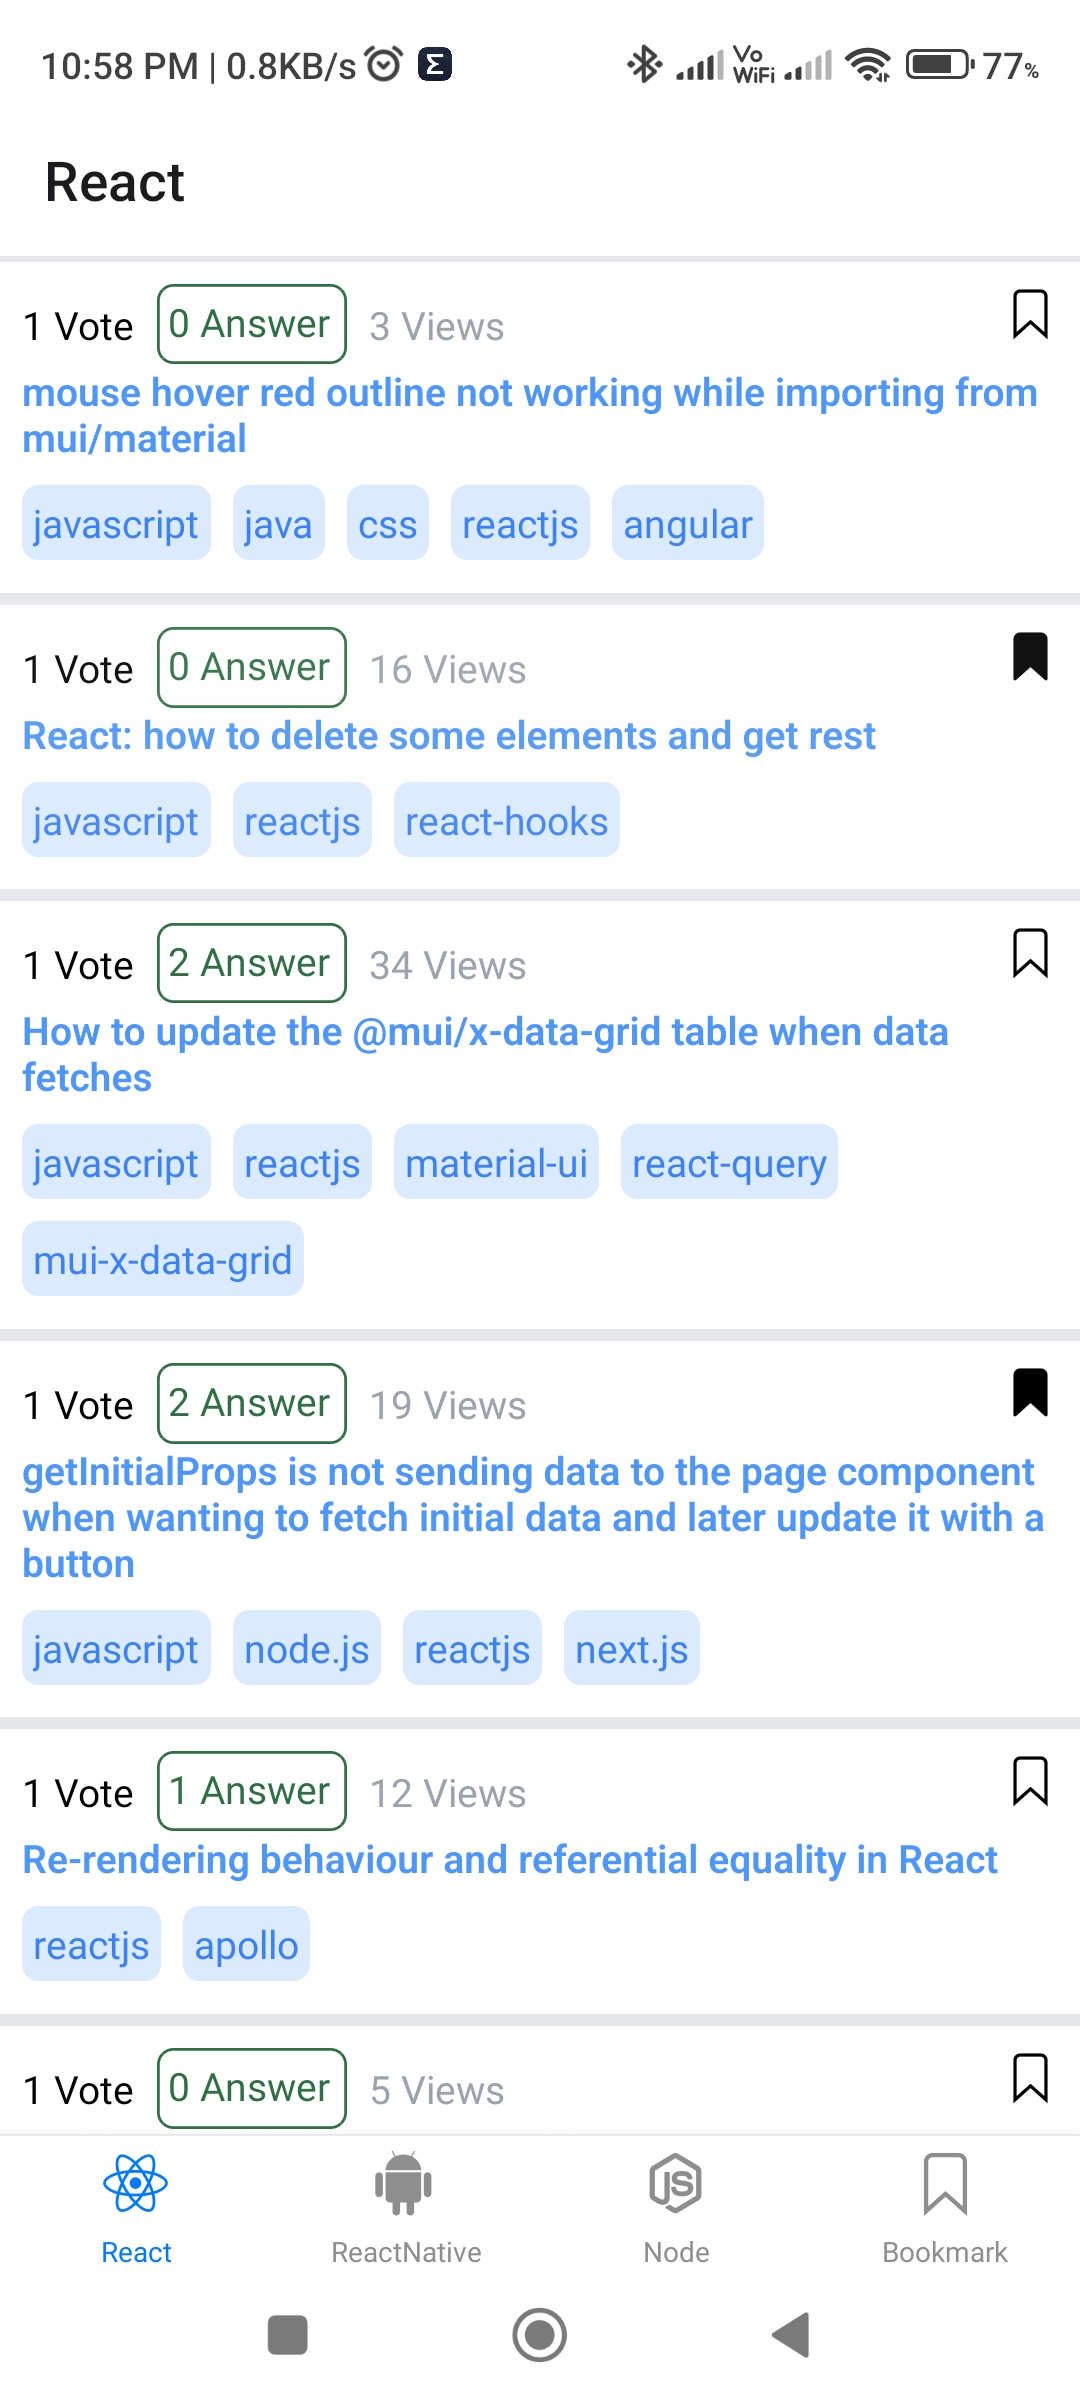 10:58 PM | 0.8KB/s Σ Vo WiFi 77%
React
1 Vote 0 Answer 3 Views
mouse hover red outline not working while importing from
mui/material
javascript java css reactjs angular
1 Vote 0 Answer 16 Views
React: how to delete some elements and get rest
javascript reactjs react-hooks
1 Vote 2 Answer 34 Views
How to update the @mui/x-data-grid table when data
fetches
javascript reactjs material-ui react-query
mui-x-data-grid
1 Vote 2 Answer 19 Views
getInitialProps is not sending data to the page component
when wanting to fetch initial data and later update it with a
button
javascript node.js reactjs next.js
1 Vote 1 Answer 12 Views
Re-rendering behaviour and referential equality in React
reactjs apollo
1 Vote 0 Answer 5 Views
JS
React ReactNative Node Bookmark